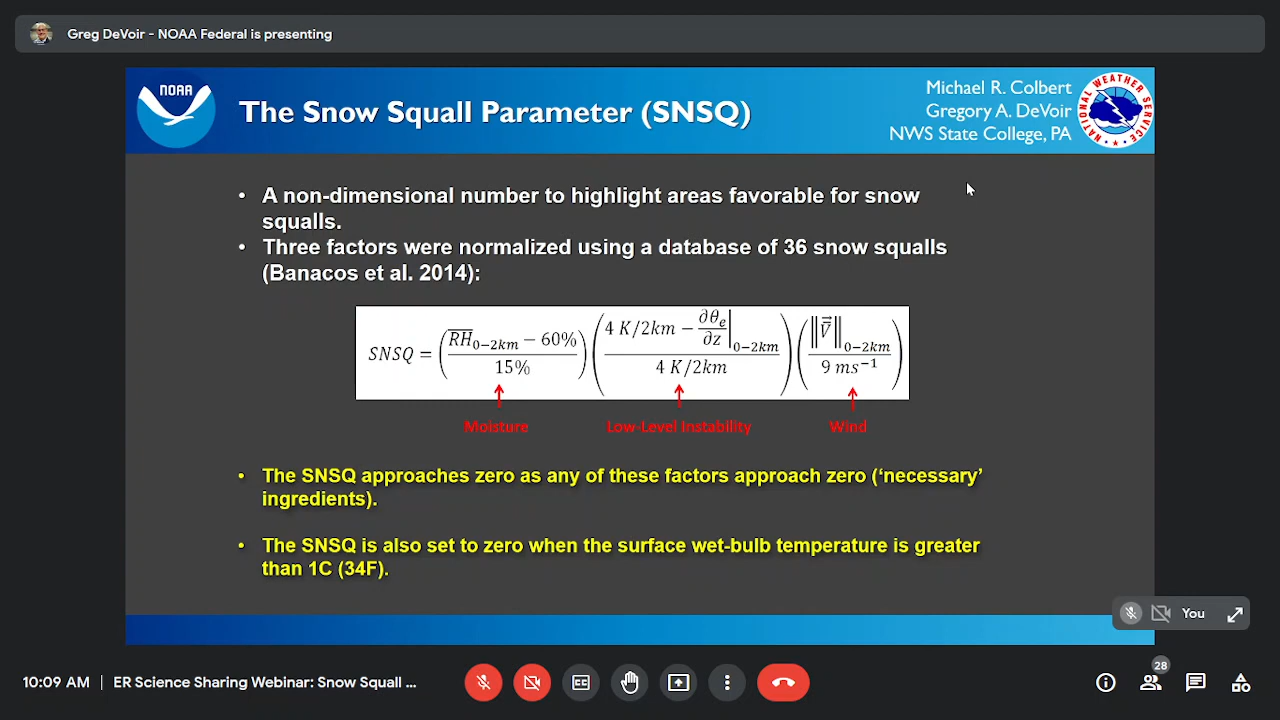 Greg DeVoir - NOAA Federal is presenting
NOAA
The Snow Squall Parameter (SNSQ)
Michael R. Colbert
Gregory A. DeVoir
NWS State College, PA
NATIONAL WEATHER SERVICE
• A non-dimensional number to highlight areas favorable for snow
squalls.
• Three factors were normalized using a database of 36 snow squalls
(Banacos et al. 2014):
SNSQ = ( (R̅H̅₀₋₂ₖₘ − 60%) / 15% ) ( (4 K/2km − ∂θₑ/∂z|₀₋₂ₖₘ) / 4 K/2km ) ( ‖V⃗‖₀₋₂ₖₘ / 9 ms⁻¹ )
Moisture
Low-Level Instability
Wind
• The SNSQ approaches zero as any of these factors approach zero (‘necessary’
ingredients).
• The SNSQ is also set to zero when the surface wet-bulb temperature is greater
than 1C (34F).
You
10:09 AM | ER Science Sharing Webinar: Snow Squall ...
28